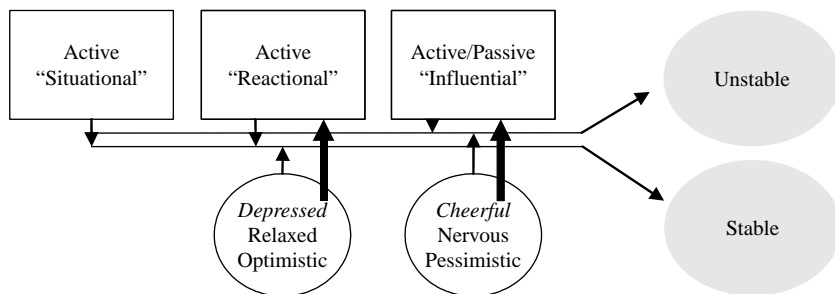 Active
“Situational”
Active
“Reactional”
Active/Passive
“Influential”
Unstable
Depressed
Relaxed
Optimistic
Cheerful
Nervous
Pessimistic
Stable